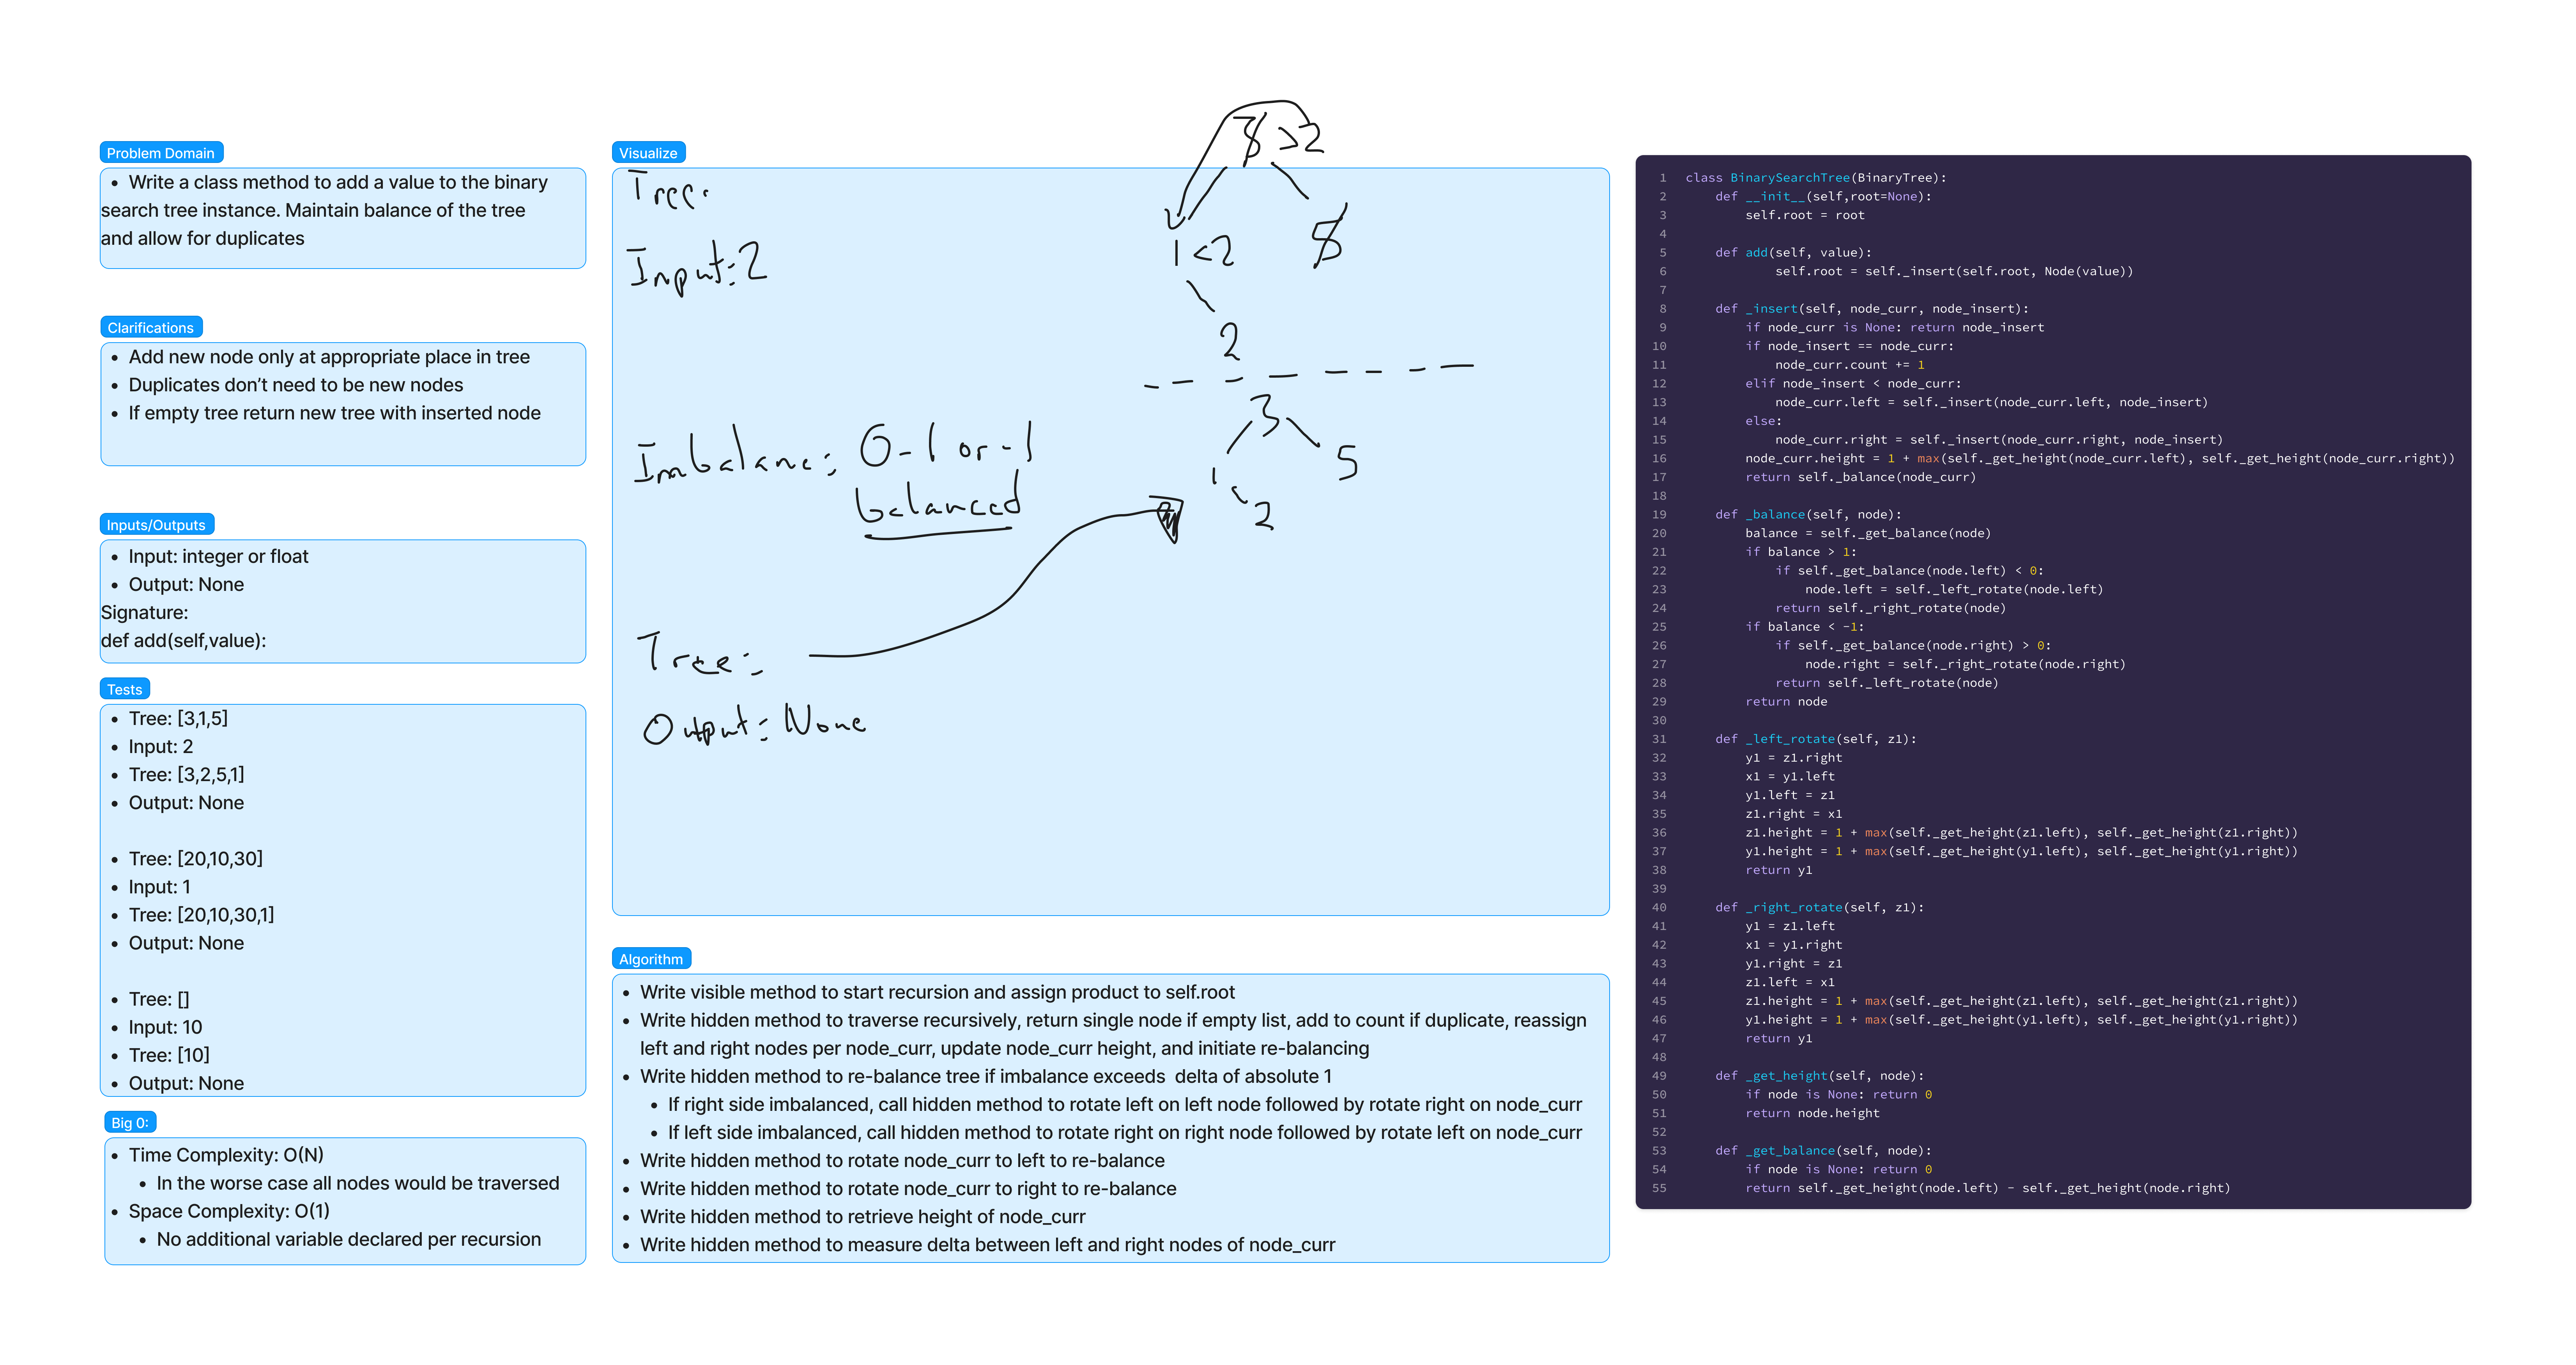 Problem Domain
• Write a class method to add a value to the binary
search tree instance. Maintain balance of the tree
and allow for duplicates
Clarifications
• Add new node only at appropriate place in tree
• Duplicates don’t need to be new nodes
• If empty tree return new tree with inserted node
Inputs/Outputs
• Input: integer or float
• Output: None
Signature:
def add(self,value):
Tests
• Tree: [3,1,5]
• Input: 2
• Tree: [3,2,5,1]
• Output: None
• Tree: [20,10,30]
• Input: 1
• Tree: [20,10,30,1]
• Output: None
• Tree: []
• Input: 10
• Tree: [10]
• Output: None
Big 0:
• Time Complexity: O(N)
• In the worse case all nodes would be traversed
• Space Complexity: O(1)
• No additional variable declared per recursion
Visualize
Tree:
Input: 2
3 > 2
1 < 2
5
2
Imbalance: 0-1 or -1
balanced
3
1
5
2
Tree:
Output: None
Algorithm
• Write visible method to start recursion and assign product to self.root
• Write hidden method to traverse recursively, return single node if empty list, add to count if duplicate, reassign
left and right nodes per node_curr, update node_curr height, and initiate re-balancing
• Write hidden method to re-balance tree if imbalance exceeds  delta of absolute 1
• If right side imbalanced, call hidden method to rotate left on left node followed by rotate right on node_curr
• If left side imbalanced, call hidden method to rotate right on right node followed by rotate left on node_curr
• Write hidden method to rotate node_curr to left to re-balance
• Write hidden method to rotate node_curr to right to re-balance
• Write hidden method to retrieve height of node_curr
• Write hidden method to measure delta between left and right nodes of node_curr
1 class BinarySearchTree(BinaryTree):
2     def __init__(self,root=None):
3         self.root = root
4
5     def add(self, value):
6             self.root = self._insert(self.root, Node(value))
7
8     def _insert(self, node_curr, node_insert):
9         if node_curr is None: return node_insert
10         if node_insert == node_curr:
11             node_curr.count += 1
12         elif node_insert < node_curr:
13             node_curr.left = self._insert(node_curr.left, node_insert)
14         else:
15             node_curr.right = self._insert(node_curr.right, node_insert)
16         node_curr.height = 1 + max(self._get_height(node_curr.left), self._get_height(node_curr.right))
17         return self._balance(node_curr)
18
19     def _balance(self, node):
20         balance = self._get_balance(node)
21         if balance > 1:
22             if self._get_balance(node.left) < 0:
23                 node.left = self._left_rotate(node.left)
24             return self._right_rotate(node)
25         if balance < -1:
26             if self._get_balance(node.right) > 0:
27                 node.right = self._right_rotate(node.right)
28             return self._left_rotate(node)
29         return node
30
31     def _left_rotate(self, z1):
32         y1 = z1.right
33         x1 = y1.left
34         y1.left = z1
35         z1.right = x1
36         z1.height = 1 + max(self._get_height(z1.left), self._get_height(z1.right))
37         y1.height = 1 + max(self._get_height(y1.left), self._get_height(y1.right))
38         return y1
39
40     def _right_rotate(self, z1):
41         y1 = z1.left
42         x1 = y1.right
43         y1.right = z1
44         z1.left = x1
45         z1.height = 1 + max(self._get_height(z1.left), self._get_height(z1.right))
46         y1.height = 1 + max(self._get_height(y1.left), self._get_height(y1.right))
47         return y1
48
49     def _get_height(self, node):
50         if node is None: return 0
51         return node.height
52
53     def _get_balance(self, node):
54         if node is None: return 0
55         return self._get_height(node.left) - self._get_height(node.right)